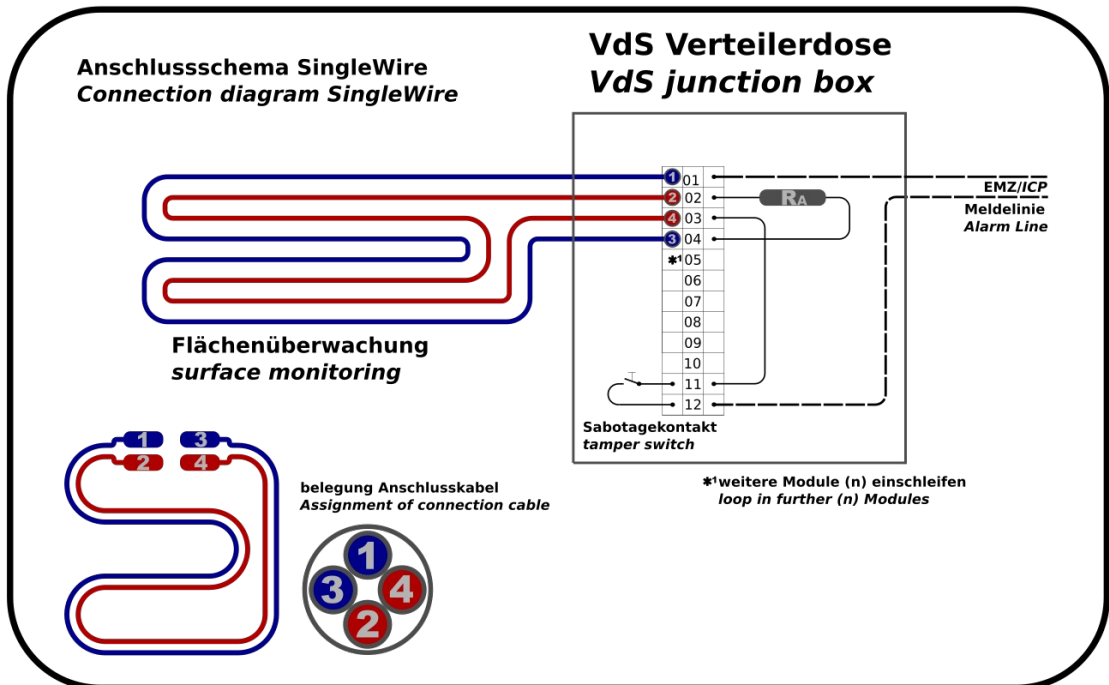 Anschlussschema SingleWire
Connection diagram SingleWire
VdS Verteilerdose
VdS junction box
1 01
2 02
4 03
3 04
*¹ 05
06
07
08
09
10
11
12
RA
EMZ/ICP
Meldelinie
Alarm Line
Flächenüberwachung
surface monitoring
Sabotagekontakt
tamper switch
*¹weitere Module (n) einschleifen
loop in further (n) Modules
1 3
2 4
belegung Anschlusskabel
Assignment of connection cable
1
3 4
2